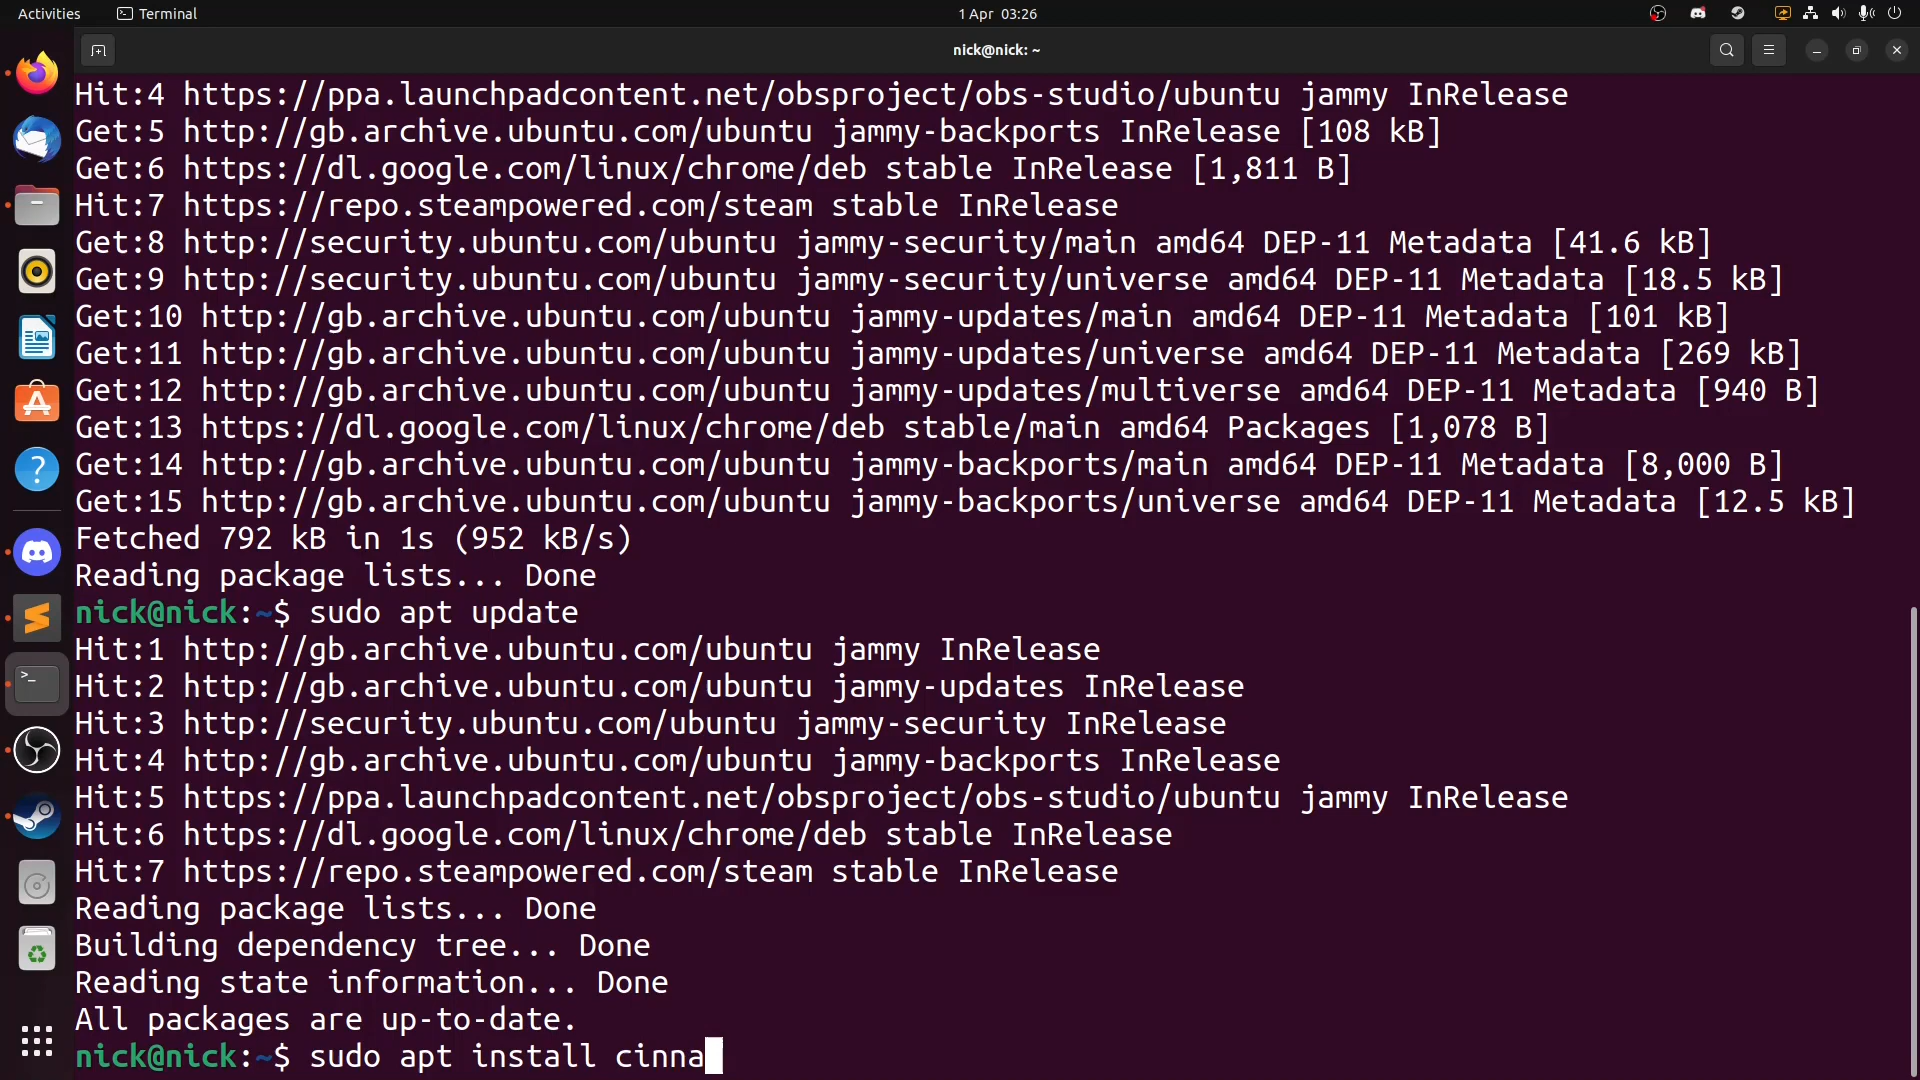 Activities
Terminal
1 Apr 03:26
nick@nick: ~
Hit:4 https://ppa.launchpadcontent.net/obsproject/obs-studio/ubuntu jammy InRelease
Get:5 http://gb.archive.ubuntu.com/ubuntu jammy-backports InRelease [108 kB]
Get:6 https://dl.google.com/linux/chrome/deb stable InRelease [1,811 B]
Hit:7 https://repo.steampowered.com/steam stable InRelease
Get:8 http://security.ubuntu.com/ubuntu jammy-security/main amd64 DEP-11 Metadata [41.6 kB]
Get:9 http://security.ubuntu.com/ubuntu jammy-security/universe amd64 DEP-11 Metadata [18.5 kB]
Get:10 http://gb.archive.ubuntu.com/ubuntu jammy-updates/main amd64 DEP-11 Metadata [101 kB]
Get:11 http://gb.archive.ubuntu.com/ubuntu jammy-updates/universe amd64 DEP-11 Metadata [269 kB]
Get:12 http://gb.archive.ubuntu.com/ubuntu jammy-updates/multiverse amd64 DEP-11 Metadata [940 B]
Get:13 https://dl.google.com/linux/chrome/deb stable/main amd64 Packages [1,078 B]
Get:14 http://gb.archive.ubuntu.com/ubuntu jammy-backports/main amd64 DEP-11 Metadata [8,000 B]
Get:15 http://gb.archive.ubuntu.com/ubuntu jammy-backports/universe amd64 DEP-11 Metadata [12.5 kB]
Fetched 792 kB in 1s (952 kB/s)
Reading package lists... Done
nick@nick:~$ sudo apt update
Hit:1 http://gb.archive.ubuntu.com/ubuntu jammy InRelease
Hit:2 http://gb.archive.ubuntu.com/ubuntu jammy-updates InRelease
Hit:3 http://security.ubuntu.com/ubuntu jammy-security InRelease
Hit:4 http://gb.archive.ubuntu.com/ubuntu jammy-backports InRelease
Hit:5 https://ppa.launchpadcontent.net/obsproject/obs-studio/ubuntu jammy InRelease
Hit:6 https://dl.google.com/linux/chrome/deb stable InRelease
Hit:7 https://repo.steampowered.com/steam stable InRelease
Reading package lists... Done
Building dependency tree... Done
Reading state information... Done
All packages are up-to-date.
nick@nick:~$ sudo apt install cinna